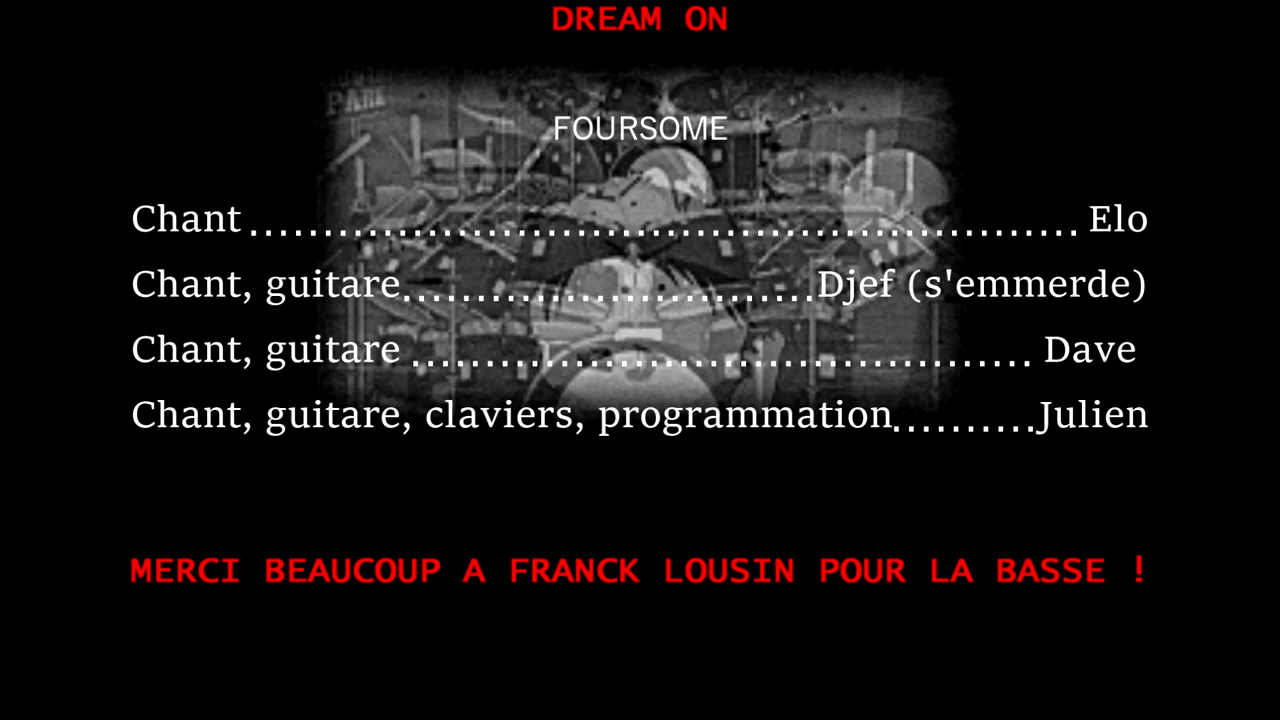 DREAM ON
FOURSOME
Chant ............................................................ Elo
Chant, guitare..............................Djef (s'emmerde)
Chant, guitare ............................................ Dave
Chant, guitare, claviers, programmation..........Julien
MERCI BEAUCOUP A FRANCK LOUSIN POUR LA BASSE !